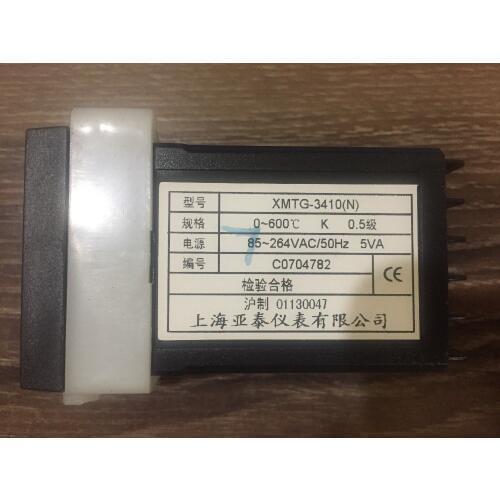 型号 XMTG-3410(N)
规格 0~600℃ K 0.5级
电源 85~264VAC/50Hz 5VA
编号 C0704782
检验合格
CE
沪制 01130047
上海亚泰仪表有限公司